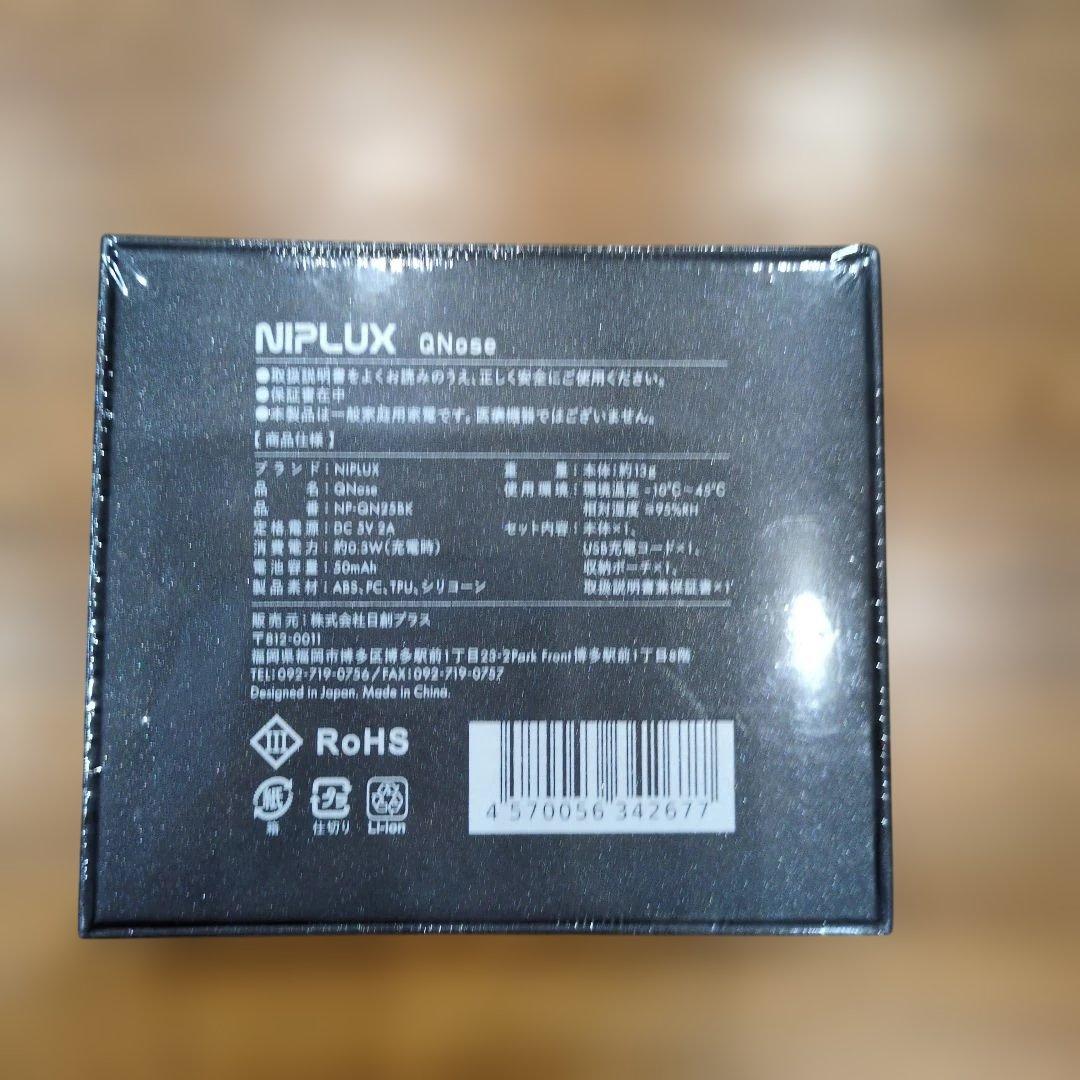 NIPLUX QNose
●取扱説明書をよくお読みのうえ、正しく安全にご使用ください。
●保証書在中
●本製品は一般家庭用家電です。医療機器ではございません。
【商品仕様】
ブランド：NIPLUX
品名：QNose
品番：NP-QN25BK
定格電源：DC 5V 2A
消費電力：約0.3W（充電時）
電池容量：50mAh
製品素材：ABS、PC、TPU、シリコーン
重量：本体：約13g
使用環境：環境温度 -10℃～45℃
相対湿度 ≦95%RH
セット内容：本体×1、
USB充電コード×1、
収納ポーチ×1、
取扱説明書兼保証書×1
販売元：株式会社日創プラス
〒812-0011
福岡県福岡市博多区博多駅前1丁目23-2Park Front博多駅前1丁目
TEL：092-719-0756/FAX：092-719-0757
Designed in Japan. Made in China.
III RoHS
紙 プラ Li-ion
箱 仕切り
4 570056 342677